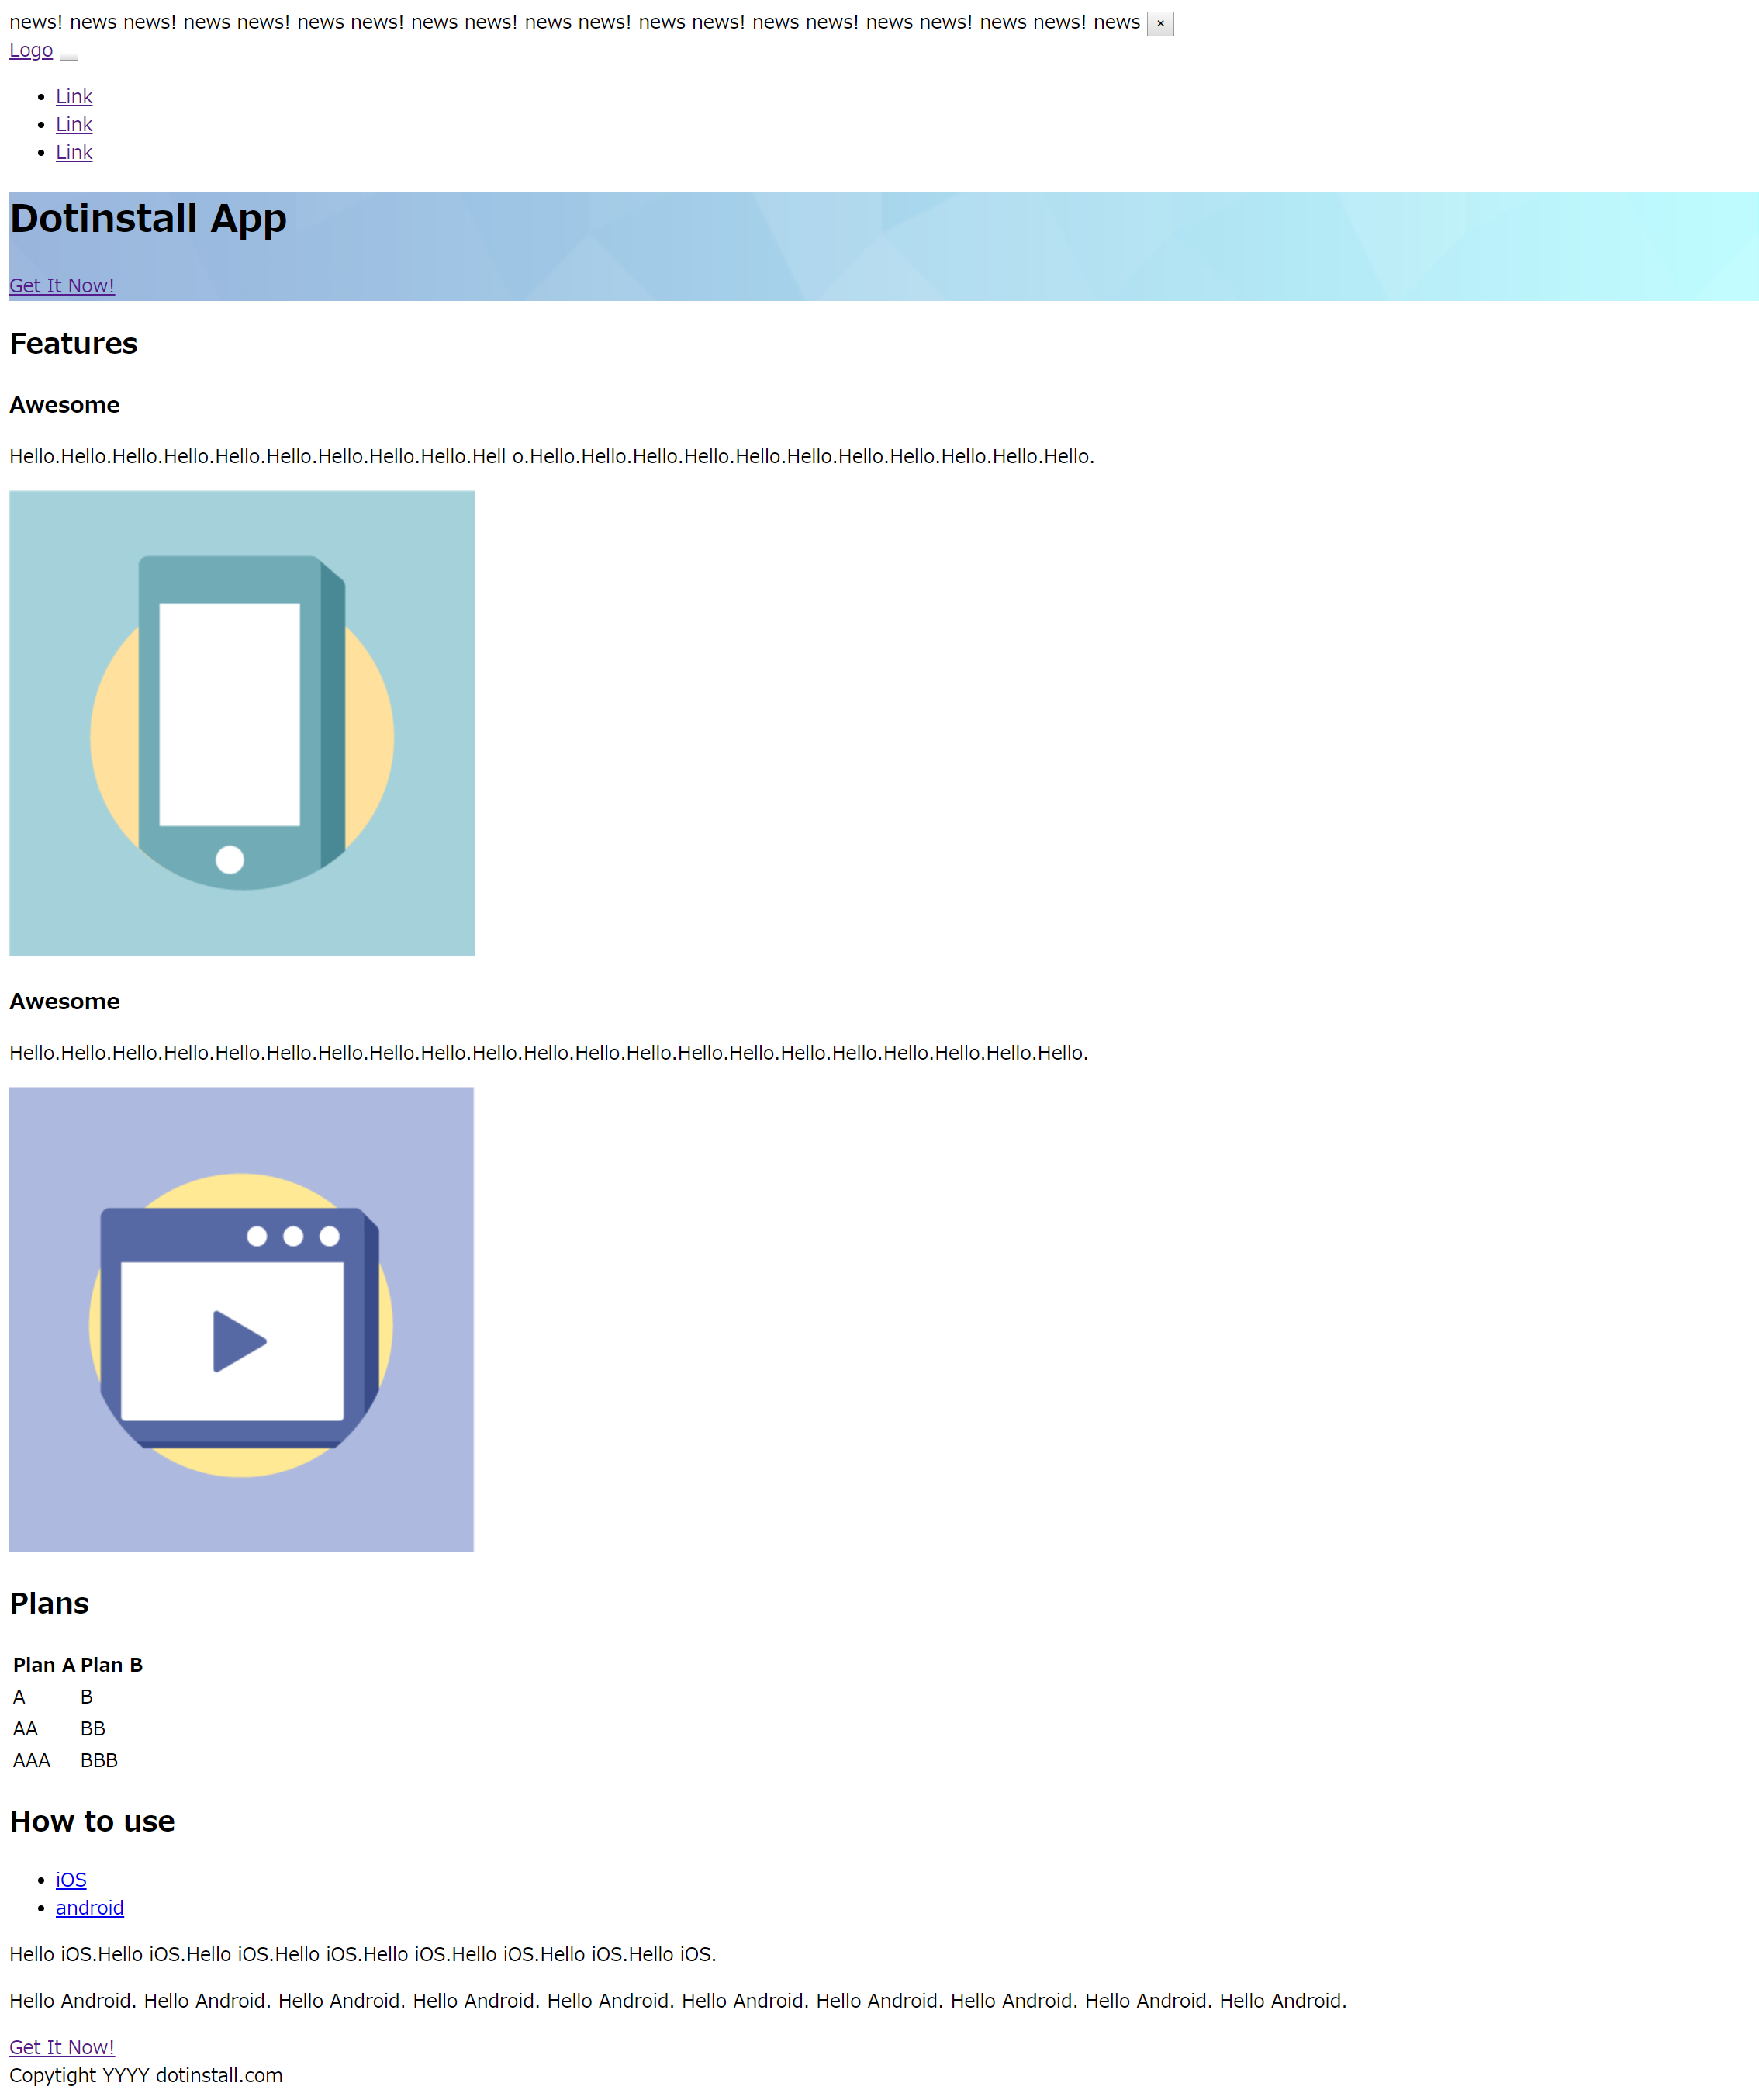 news! news news! news news! news news! news news! news news! news news! news news! news news! news news! news ×
Logo
Link
Link
Link
Dotinstall App
Get It Now!
Features
Awesome
Hello.Hello.Hello.Hello.Hello.Hello.Hello.Hello.Hello.Hell o.Hello.Hello.Hello.Hello.Hello.Hello.Hello.Hello.Hello.Hello.Hello.
Awesome
Hello.Hello.Hello.Hello.Hello.Hello.Hello.Hello.Hello.Hello.Hello.Hello.Hello.Hello.Hello.Hello.Hello.Hello.Hello.Hello.Hello.
Plans
Plan A Plan B
A B
AA BB
AAA BBB
How to use
iOS
android
Hello iOS.Hello iOS.Hello iOS.Hello iOS.Hello iOS.Hello iOS.Hello iOS.Hello iOS.
Hello Android. Hello Android. Hello Android. Hello Android. Hello Android. Hello Android. Hello Android. Hello Android. Hello Android. Hello Android.
Get It Now!
Copytight YYYY dotinstall.com